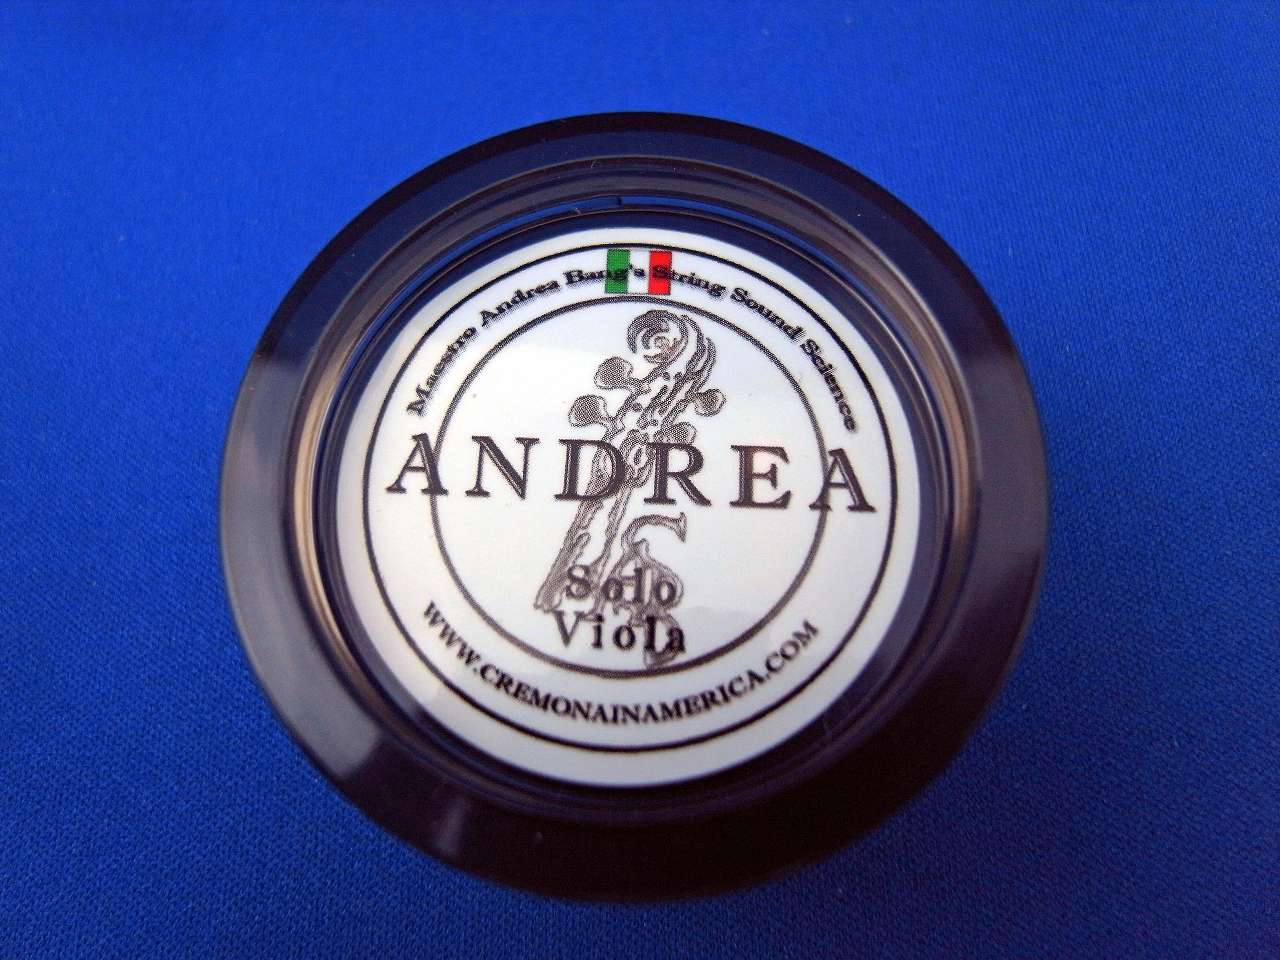 Maestro Andrea Bang's String Sound Science
ANDREA
Solo
Viola
WWW.CREMONAINAMERICA.COM